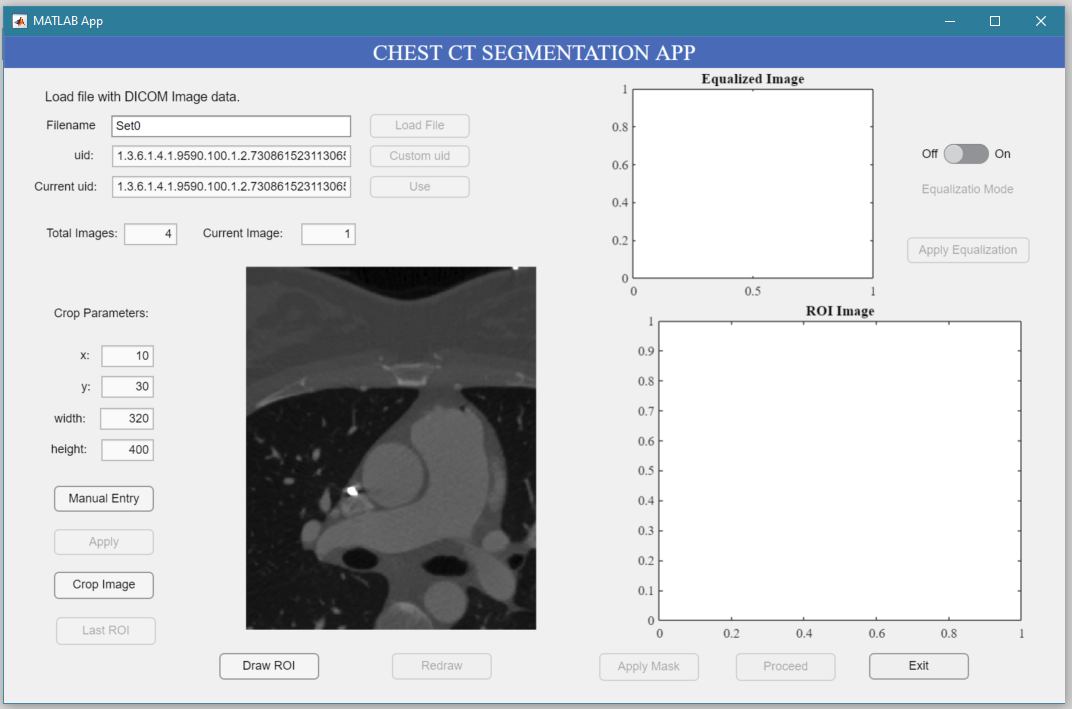 MATLAB App
CHEST CT SEGMENTATION APP
Load file with DICOM Image data.
Filename Set0 Load File
uid: 1.3.6.1.4.1.9590.100.1.2.7308615231130 Custom uid
Current uid: 1.3.6.1.4.1.9590.100.1.2.7308615231130 Use
Total Images: 4 Current Image: 1
Crop Parameters:
x: 10
y: 30
width: 320
height: 400
Manual Entry
Apply
Crop Image
Last ROI
Draw ROI
Redraw
Equalized Image
1
0.8
0.6
0.4
0.2
0
0 0.5 1
Off On
Equalizatio Mode
Apply Equalization
ROI Image
1
0.9
0.8
0.7
0.6
0.5
0.4
0.3
0.2
0.1
0
0 0.2 0.4 0.6 0.8 1
Apply Mask
Proceed
Exit